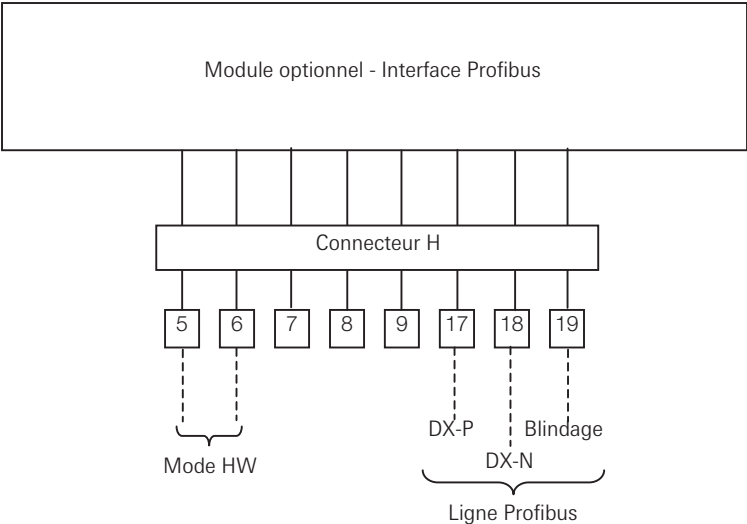 Module optionnel - Interface Profibus
Connecteur H
5 6 7 8 9 17 18 19
DX-P Blindage
Mode HW
DX-N
Ligne Profibus